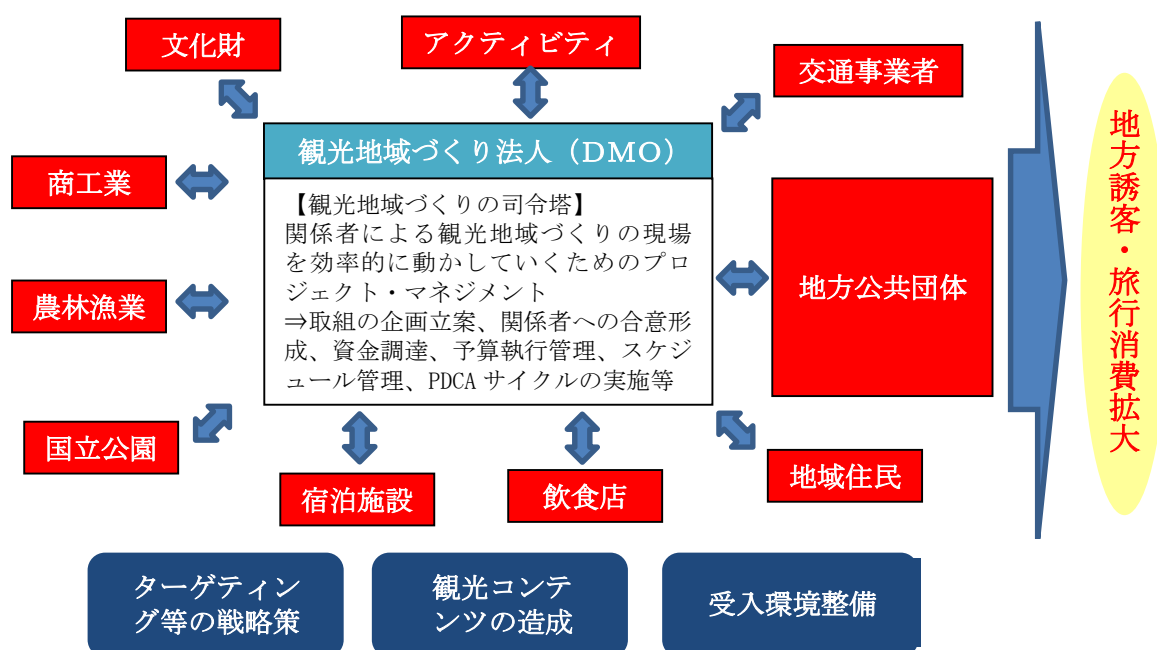 文化財
アクティビティ
交通事業者
観光地域づくり法人（DMO）
商工業
【観光地域づくりの司令塔】
関係者による観光地域づくりの現場
を効率的に動かしていくためのプロ
ジェクト・マネジメント
⇒取組の企画立案、関係者への合意形
成、資金調達、予算執行管理、スケジ
ュール管理、PDCAサイクルの実施等
農林漁業
地方公共団体
国立公園
宿泊施設
飲食店
地域住民
地方誘客・旅行消費拡大
ターゲティン
グ等の戦略策
観光コンテ
ンツの造成
受入環境整備